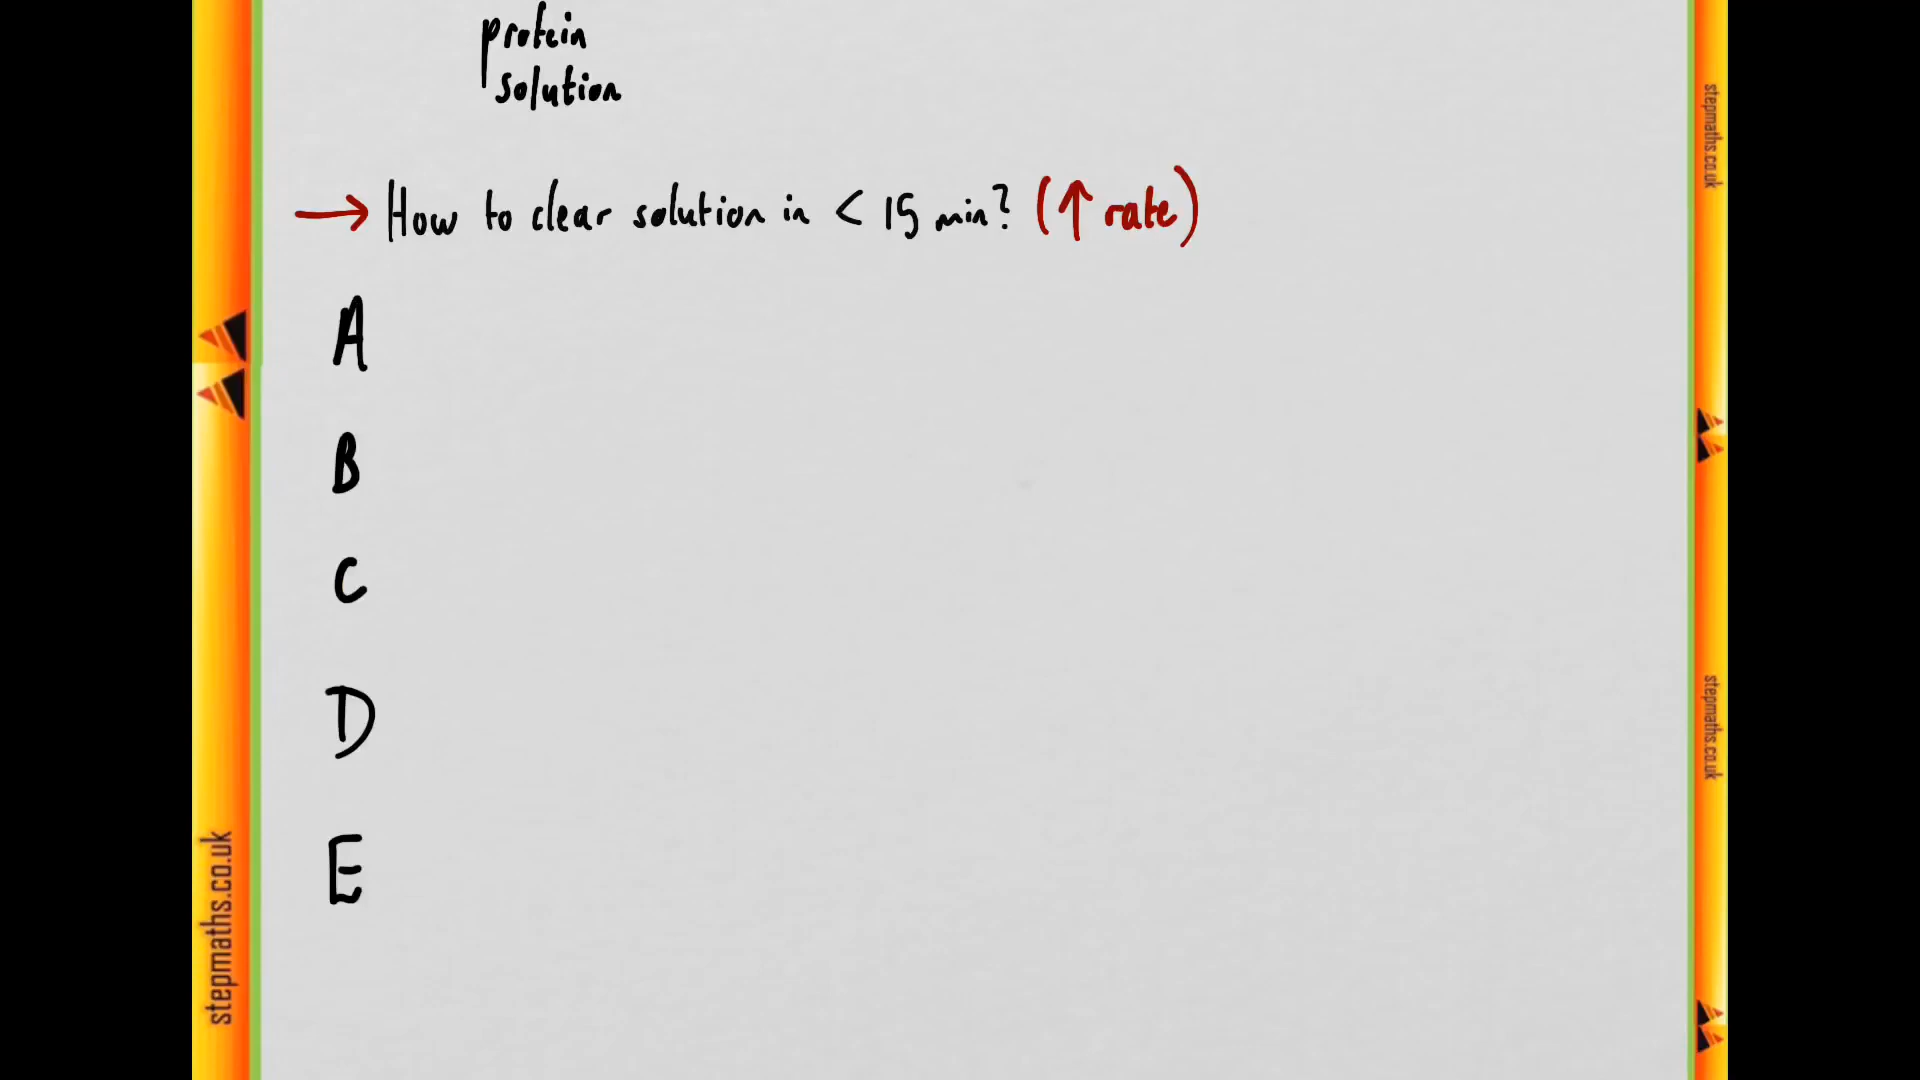 protein
solution
→ How to clear solution in < 15 min? (↑ rate)
A
B
C
D
E
stepmaths.co.uk
stepmaths.co.uk
stepmaths.co.uk